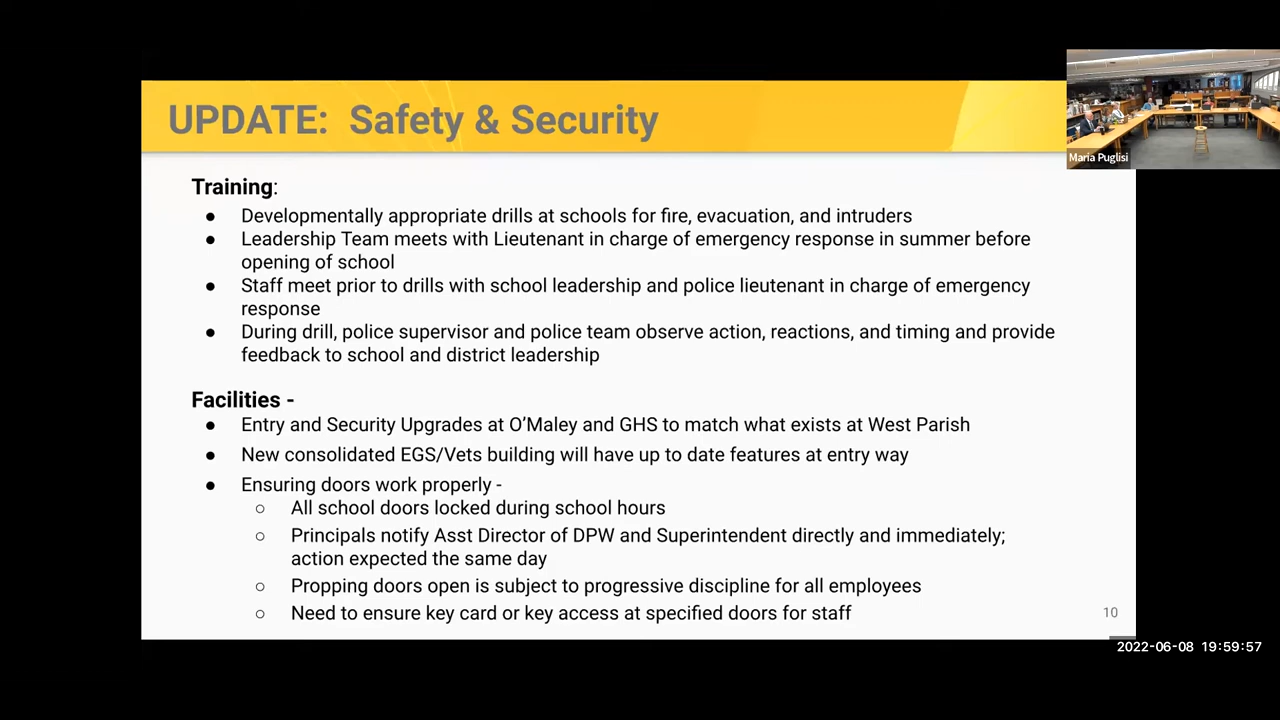 UPDATE: Safety & Security
Maria Puglisi
Training:
● Developmentally appropriate drills at schools for fire, evacuation, and intruders
● Leadership Team meets with Lieutenant in charge of emergency response in summer before
opening of school
● Staff meet prior to drills with school leadership and police lieutenant in charge of emergency
response
● During drill, police supervisor and police team observe action, reactions, and timing and provide
feedback to school and district leadership
Facilities -
● Entry and Security Upgrades at O’Maley and GHS to match what exists at West Parish
● New consolidated EGS/Vets building will have up to date features at entry way
● Ensuring doors work properly -
○ All school doors locked during school hours
○ Principals notify Asst Director of DPW and Superintendent directly and immediately;
action expected the same day
○ Propping doors open is subject to progressive discipline for all employees
○ Need to ensure key card or key access at specified doors for staff
10
2022-06-08 19:59:57